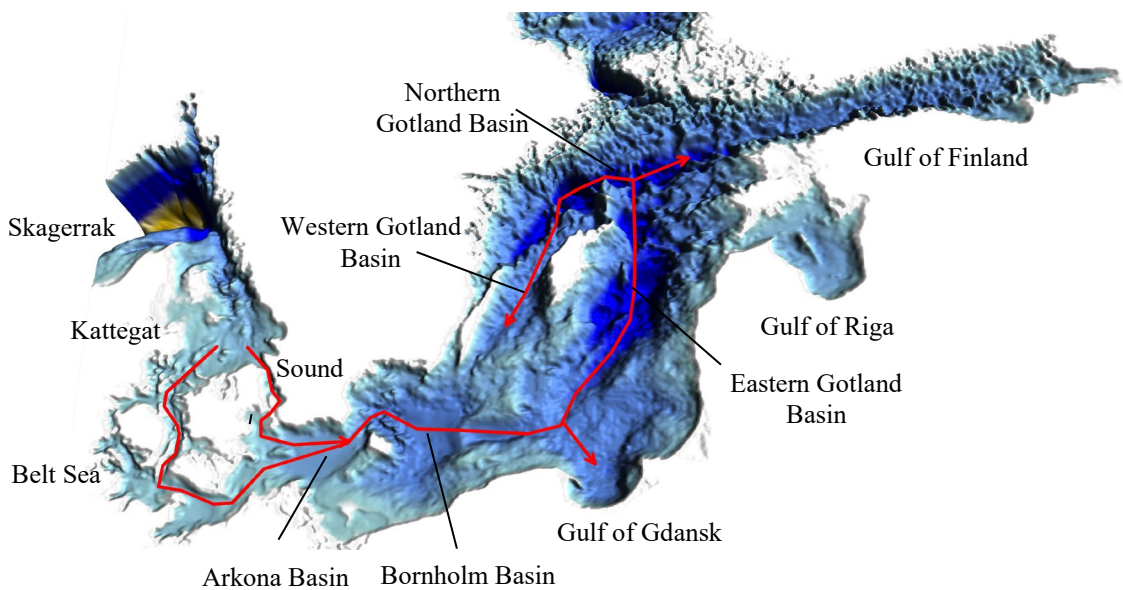 Northern
Gotland Basin
Gulf of Finland
Western Gotland
Basin
Skagerrak
Kattegat
Gulf of Riga
Sound
Eastern Gotland
Basin
Belt Sea
Gulf of Gdansk
Arkona Basin
Bornholm Basin